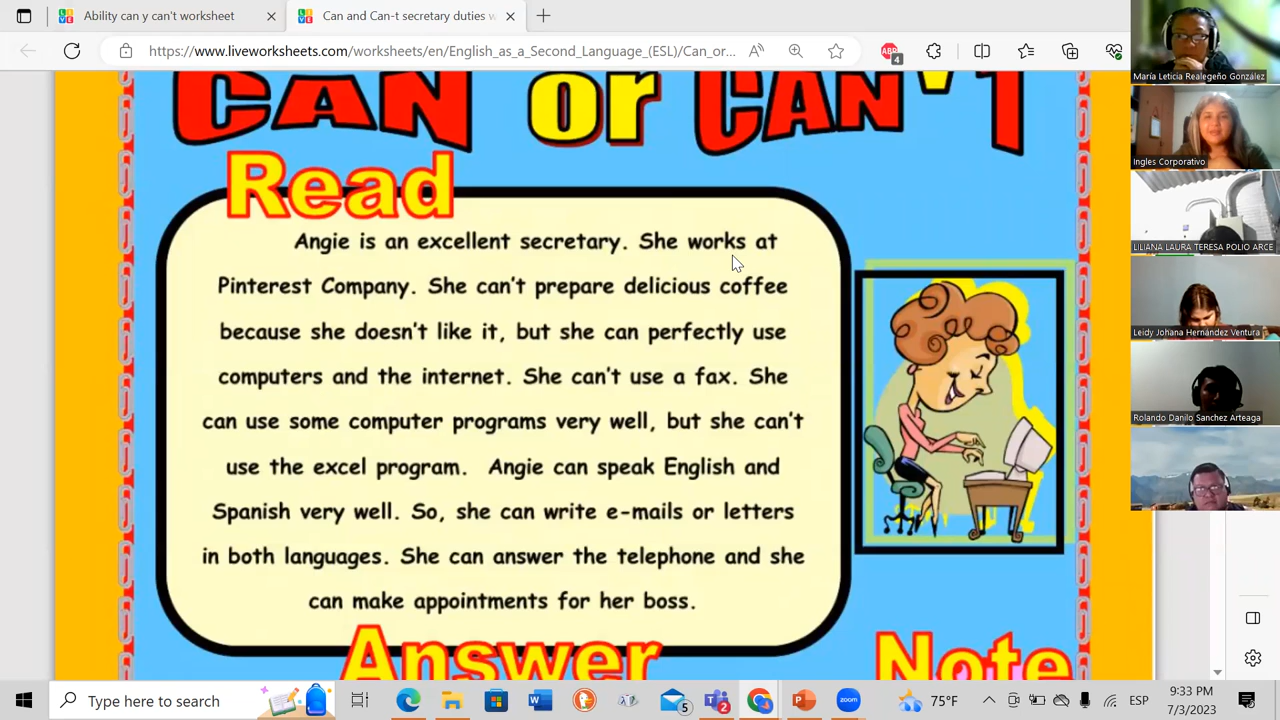 Ability can y can't worksheet
Can and Can-t secretary duties w
https://www.liveworksheets.com/worksheets/en/English_as_a_Second_Language_(ESL)/Can_or...
4
CAN or CAN'T
Read
Angie is an excellent secretary. She works at
Pinterest Company. She can't prepare delicious coffee
because she doesn't like it, but she can perfectly use
computers and the internet. She can't use a fax. She
can use some computer programs very well, but she can't
use the excel program. Angie can speak English and
Spanish very well. So, she can write e-mails or letters
in both languages. She can answer the telephone and she
can make appointments for her boss.
Answer
Note
María Leticia Realegeño González
Ingles Corporativo
LILIANA LAURA TERESA POLIO ARCE
Leidy Johana Hernández Ventura
Rolando Danilo Sanchez Arteaga
Type here to search
5
2
75°F
ESP
9:33 PM
7/3/2023